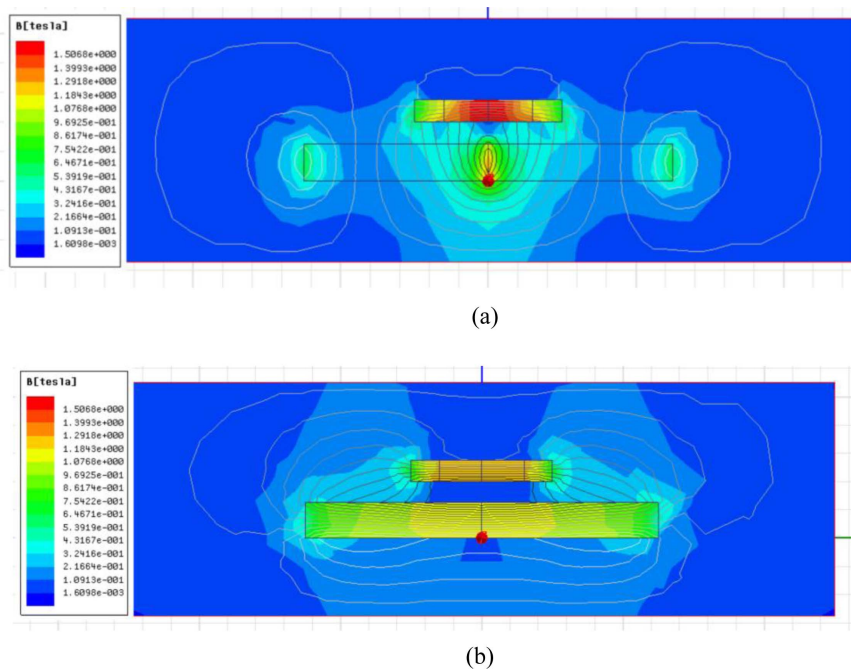 B[tesla]
1.5068e+000
1.3993e+000
1.2918e+000
1.1843e+000
1.0768e+000
9.6925e-001
8.6174e-001
7.5422e-001
6.4671e-001
5.3919e-001
4.3167e-001
3.2416e-001
2.1664e-001
1.0913e-001
1.6098e-003
(a)
B[tesla]
1.5068e+000
1.3993e+000
1.2918e+000
1.1843e+000
1.0768e+000
9.6925e-001
8.6174e-001
7.5422e-001
6.4671e-001
5.3919e-001
4.3167e-001
3.2416e-001
2.1664e-001
1.0913e-001
1.6098e-003
(b)